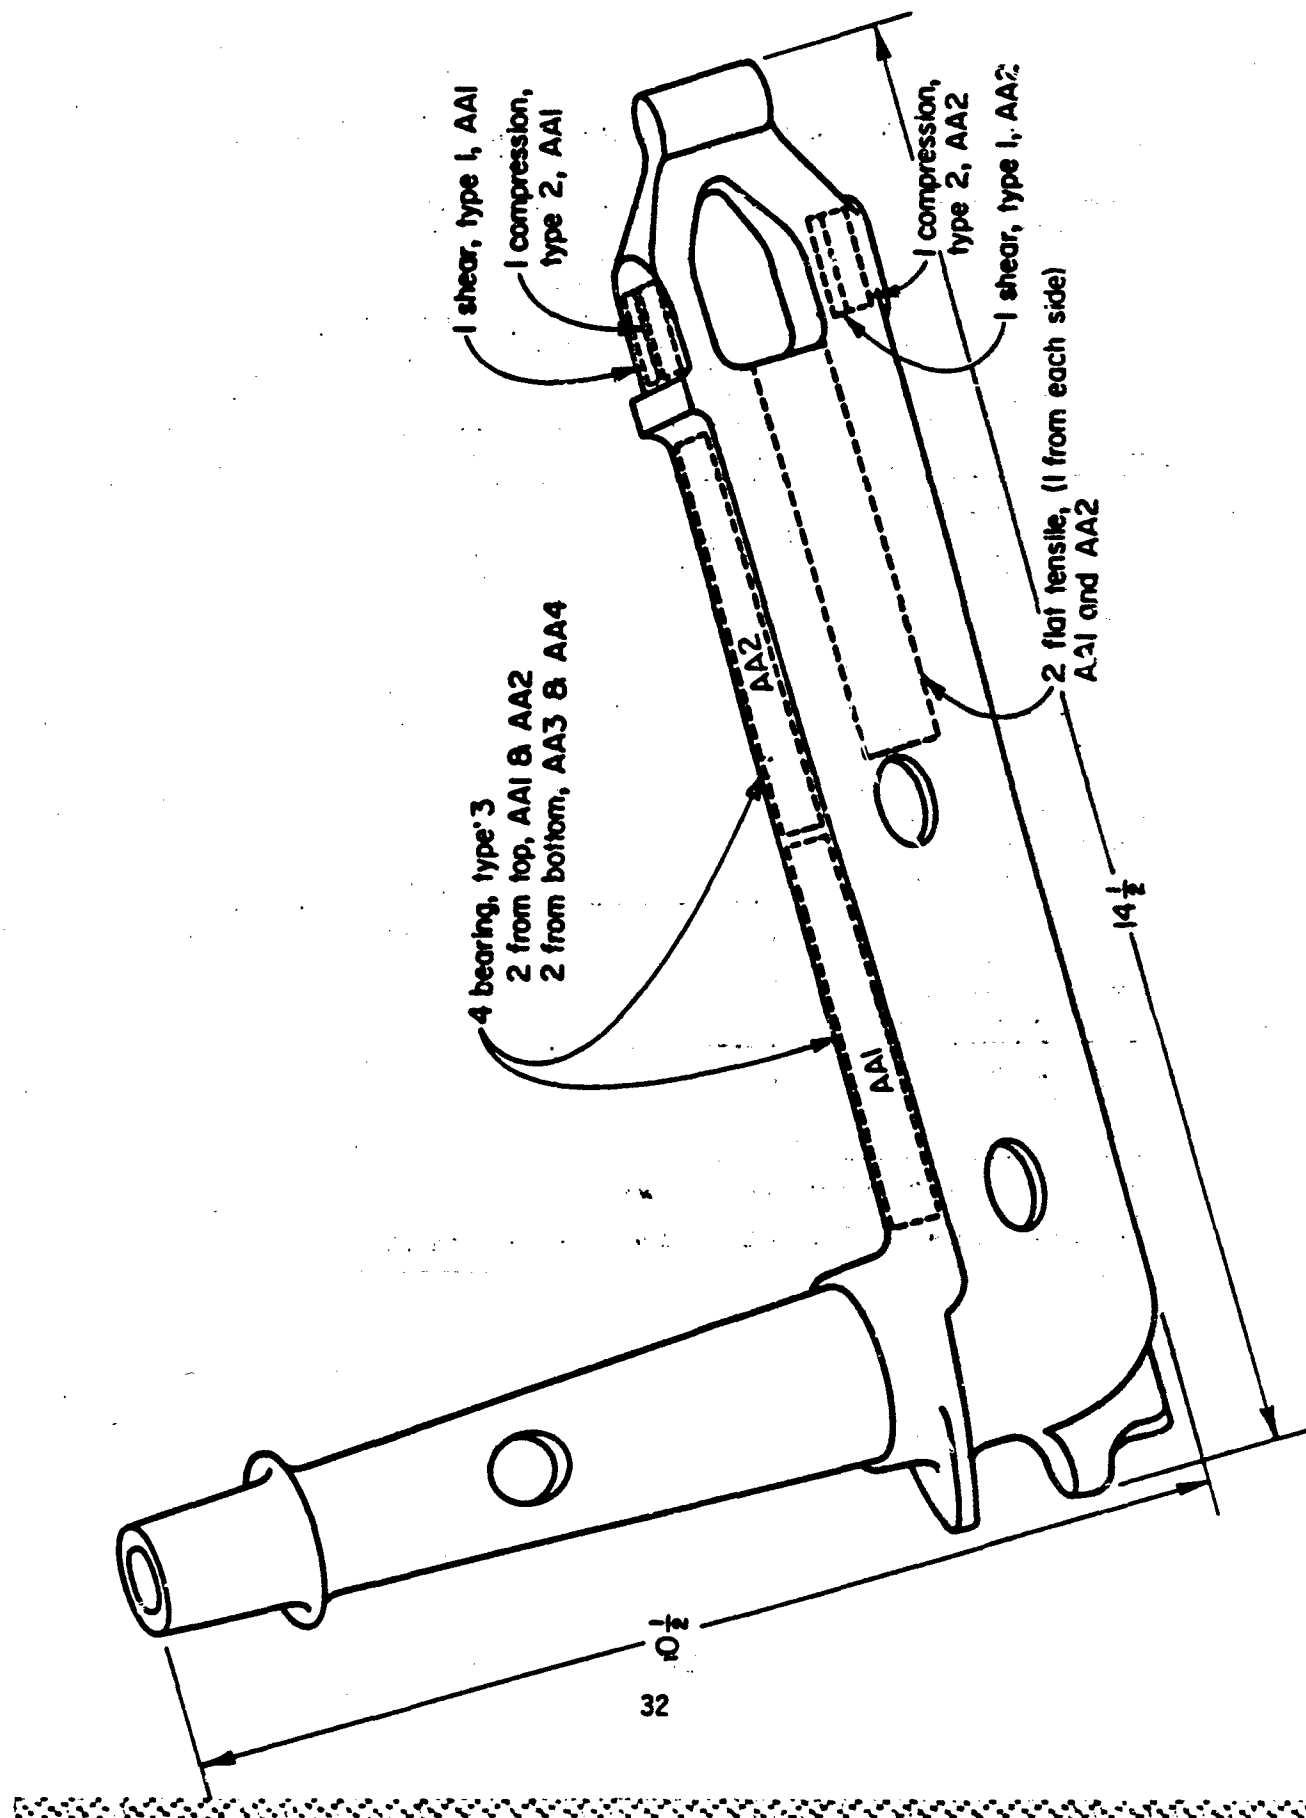 1 shear, type 1, AA1
1 compression,
type 2, AA1
4 bearing, type 3
2 from top, AA1 & AA2
2 from bottom, AA3 & AA4
AA2
AA1
1 compression,
type 2, AA2
1 shear, type 1, AA2
2 flat tensile, (1 from each side)
AA1 and AA2
14 1/2
10 1/2
32